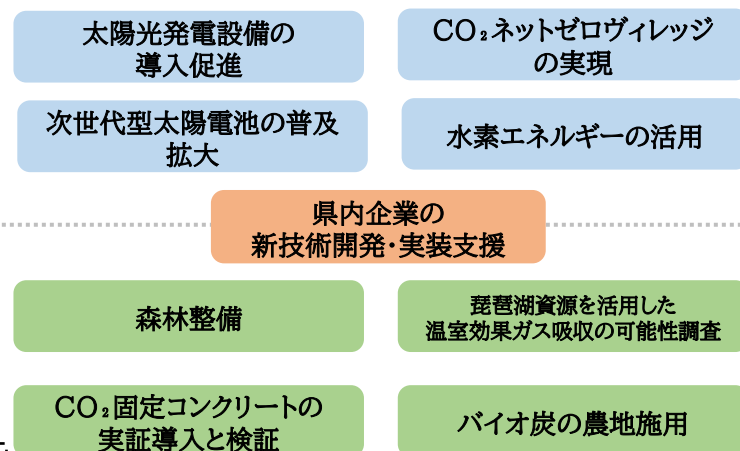 太陽光発電設備の
導入促進
CO₂ネットゼロヴィレッジ
の実現
次世代型太陽電池の普及
拡大
水素エネルギーの活用
県内企業の
新技術開発･実装支援
森林整備
琵琶湖資源を活用した
温室効果ガス吸収の可能性調査
CO₂固定コンクリートの
実証導入と検証
バイオ炭の農地施用